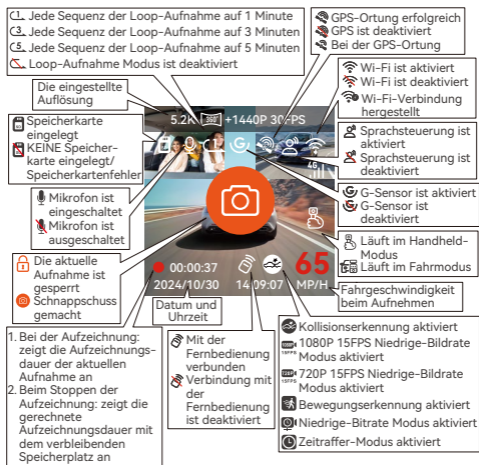 Jede Sequenz der Loop-Aufnahme auf 1 Minute
Jede Sequenz der Loop-Aufnahme auf 3 Minuten
Jede Sequenz der Loop-Aufnahme auf 5 Minuten
Loop-Aufnahme Modus ist deaktiviert
GPS-Ortung erfolgreich
GPS ist deaktiviert
Bei der GPS-Ortung
Die eingestellte
Auflösung
Wi-Fi ist aktiviert
Wi-Fi ist deaktiviert
Wi-Fi-Verbindung
hergestellt
5.2K 360° +1440P 30FPS
Speicherkarte
eingelegt
KEINE Speicher-
karte eingelegt/
Speicherkartenfehler
Sprachsteuerung ist
aktiviert
Sprachsteuerung ist
deaktiviert
4G
Mikrofon ist
eingeschaltet
Mikrofon ist
ausgeschaltet
G-Sensor ist aktiviert
G-Sensor ist
deaktiviert
Läuft im Handheld-
Modus
Läuft im Fahrmodus
Die aktuelle
Aufnahme ist
gesperrt
Schnappschuss
gemacht
00:00:37
2024/10/30 14:09:07
65
MP/H
Datum und
Uhrzeit
Fahrgeschwindigkeit
beim Aufnehmen
1. Bei der Aufzeichnung:
zeigt die Aufzeichnungs-
dauer der aktuellen
Aufnahme an
2. Beim Stoppen der
Aufzeichnung: zeigt die
gerechnete
Aufzeichnungsdauer mit
dem verbleibenden
Speicherplatz an
Mit der
Fernbedienung
verbunden
Verbindung mit
der
Fernbedienung
ist deaktiviert
Kollisionserkennung aktiviert
1080P 15FPS Niedrige-Bildrate
Modus aktiviert
720P 15FPS Niedrige-Bildrate
Modus aktiviert
Bewegungserkennung aktiviert
Niedrige-Bitrate Modus aktiviert
Zeitraffer-Modus aktiviert